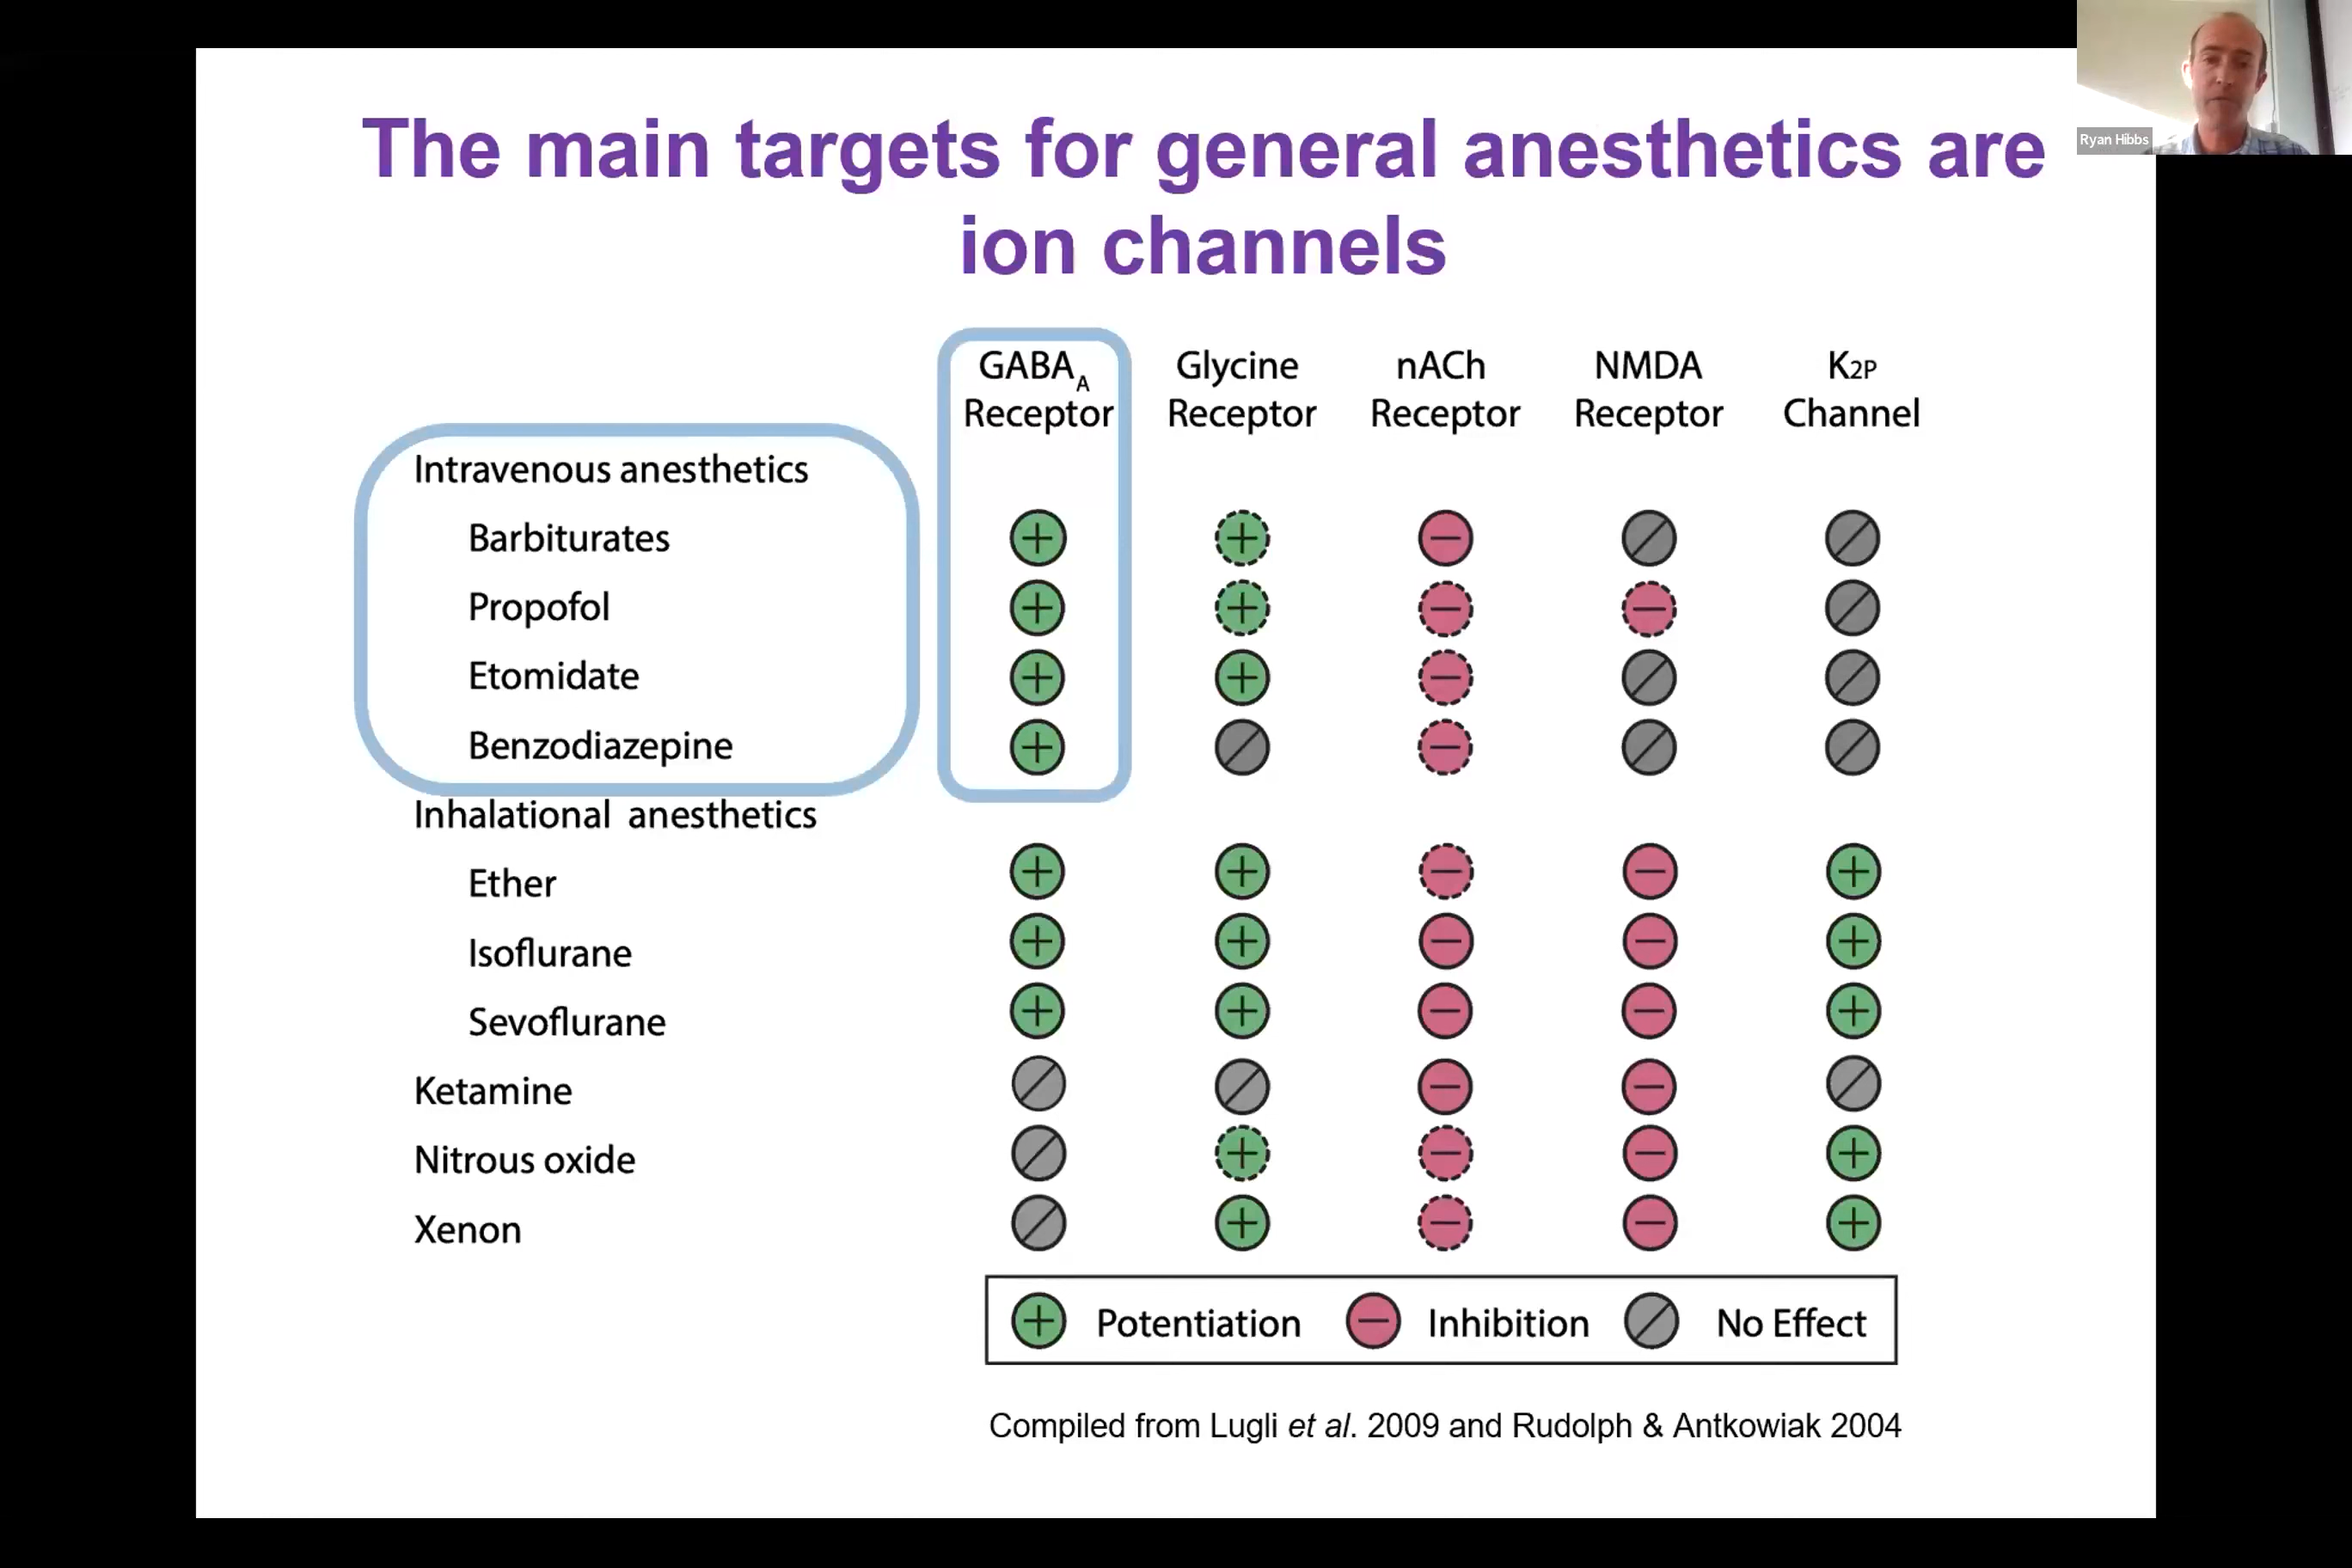 The main targets for general anesthetics are
ion channels
Ryan Hibbs
GABAA Glycine nACh NMDA K2P
Receptor Receptor Receptor Receptor Channel
Intravenous anesthetics
Barbiturates
Propofol
Etomidate
Benzodiazepine
Inhalational anesthetics
Ether
Isoflurane
Sevoflurane
Ketamine
Nitrous oxide
Xenon
Potentiation Inhibition No Effect
Compiled from Lugli et al. 2009 and Rudolph & Antkowiak 2004